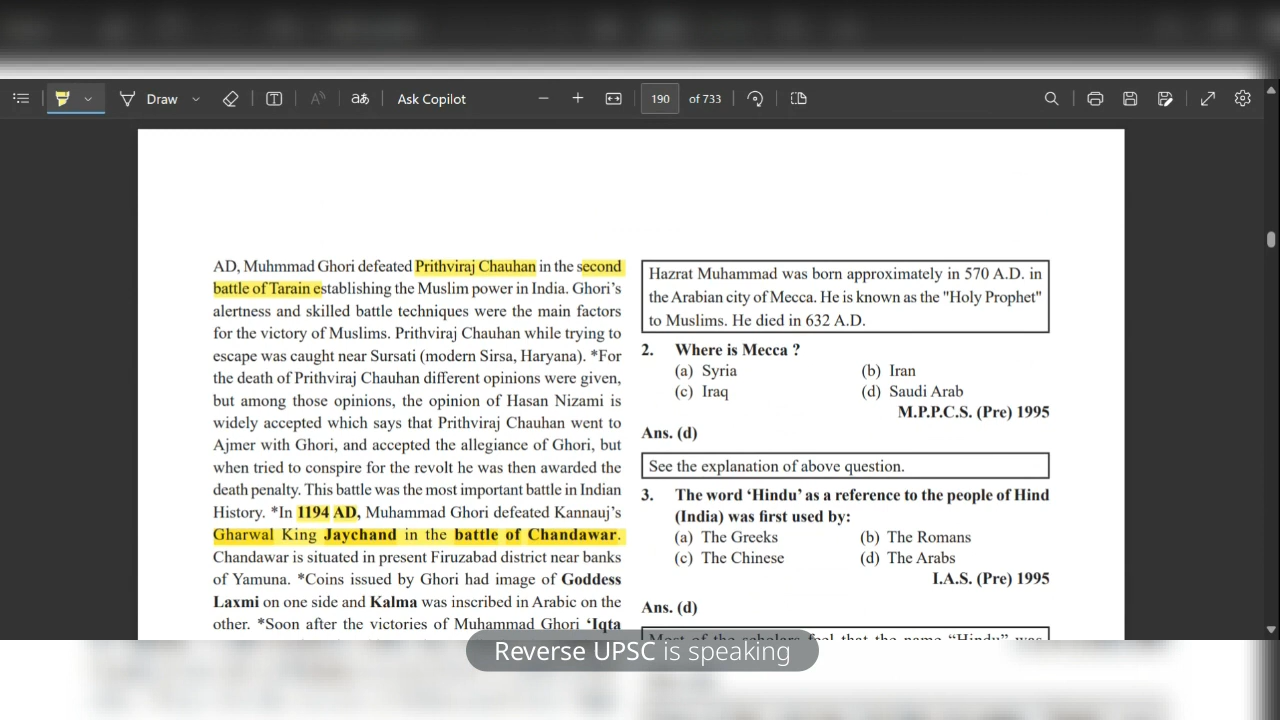 Draw
aあ
Ask Copilot
190
of 733
AD, Muhmmad Ghori defeated Prithviraj Chauhan in the second
battle of Tarain establishing the Muslim power in India. Ghori's
alertness and skilled battle techniques were the main factors
for the victory of Muslims. Prithviraj Chauhan while trying to
escape was caught near Sursati (modern Sirsa, Haryana). *For
the death of Prithviraj Chauhan different opinions were given,
but among those opinions, the opinion of Hasan Nizami is
widely accepted which says that Prithviraj Chauhan went to
Ajmer with Ghori, and accepted the allegiance of Ghori, but
when tried to conspire for the revolt he was then awarded the
death penalty. This battle was the most important battle in Indian
History. *In 1194 AD, Muhammad Ghori defeated Kannauj's
Gharwal King Jaychand in the battle of Chandawar.
Chandawar is situated in present Firuzabad district near banks
of Yamuna. *Coins issued by Ghori had image of Goddess
Laxmi on one side and Kalma was inscribed in Arabic on the
other. *Soon after the victories of Muhammad Ghori 'Iqta
Hazrat Muhammad was born approximately in 570 A.D. in
the Arabian city of Mecca. He is known as the "Holy Prophet"
to Muslims. He died in 632 A.D.
2. Where is Mecca ?
(a) Syria (b) Iran
(c) Iraq (d) Saudi Arab
M.P.P.C.S. (Pre) 1995
Ans. (d)
See the explanation of above question.
3. The word 'Hindu' as a reference to the people of Hind
(India) was first used by:
(a) The Greeks (b) The Romans
(c) The Chinese (d) The Arabs
I.A.S. (Pre) 1995
Ans. (d)
Most of the scholars feel that the name "Hindu" was
Reverse UPSC is speaking